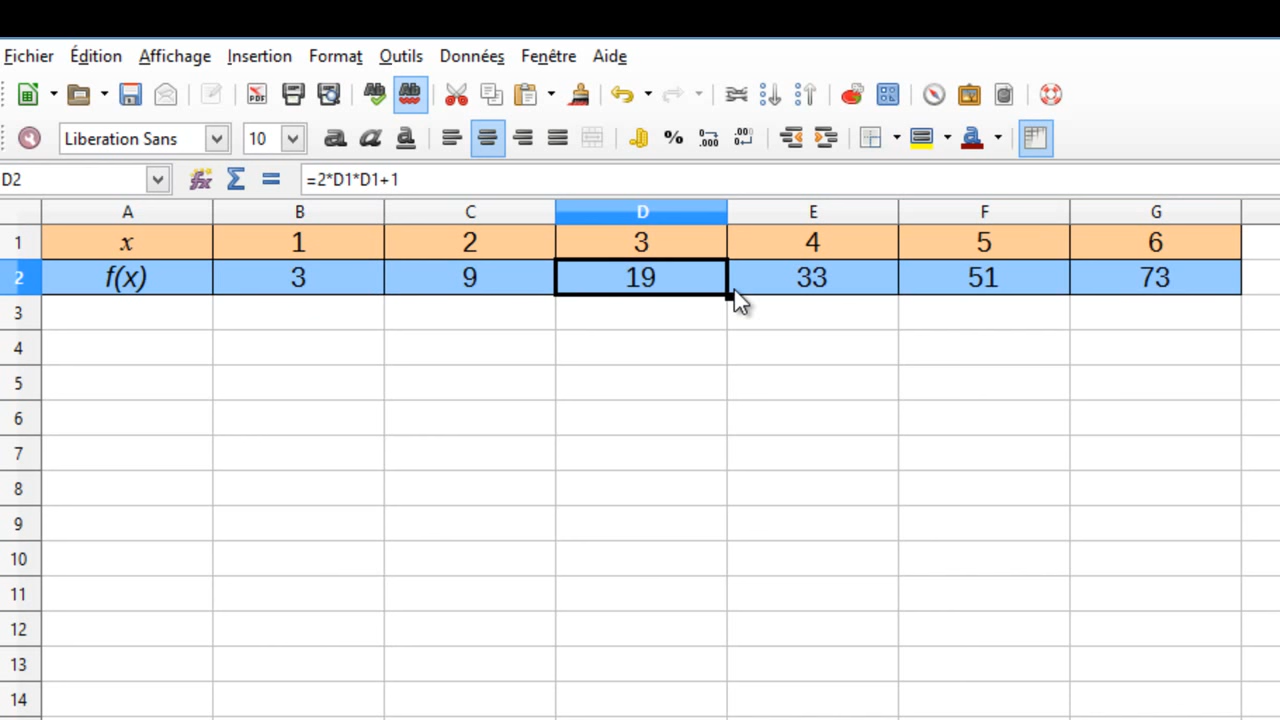 Fichier Édition Affichage Insertion Format Outils Données Fenêtre Aide
Liberation Sans 10
D2 =2*D1*D1+1
A B C D E F G
1 x 1 2 3 4 5 6
2 f(x) 3 9 19 33 51 73
3
4
5
6
7
8
9
10
11
12
13
14